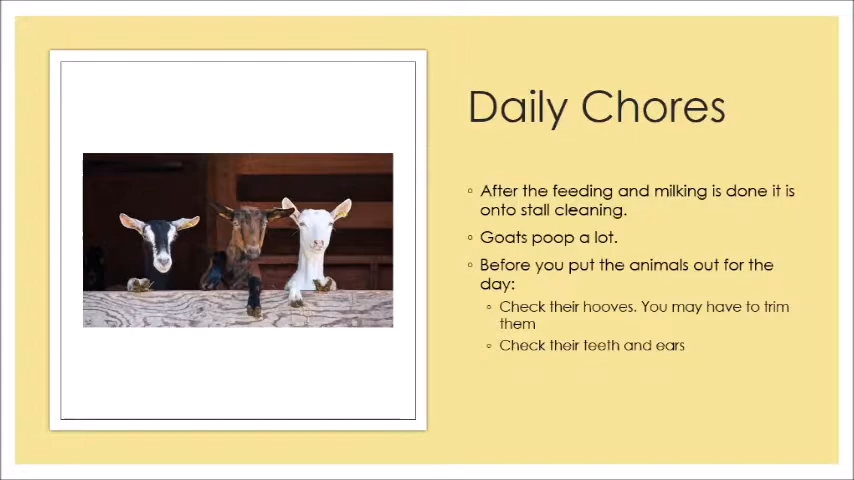 Daily Chores
After the feeding and milking is done it is
onto stall cleaning.
Goats poop a lot.
Before you put the animals out for the
day:
Check their hooves. You may have to trim
them
Check their teeth and ears